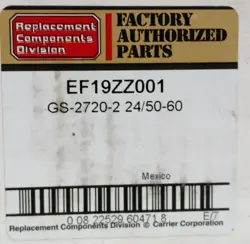 Replacement
Components
Division
FACTORY
AUTHORIZED
PARTS
EF19ZZ001
GS-2720-2 24/50-60
Mexico
0 08 22529 60471 8
E/7
Replacement Components Division © Carrier Corporation